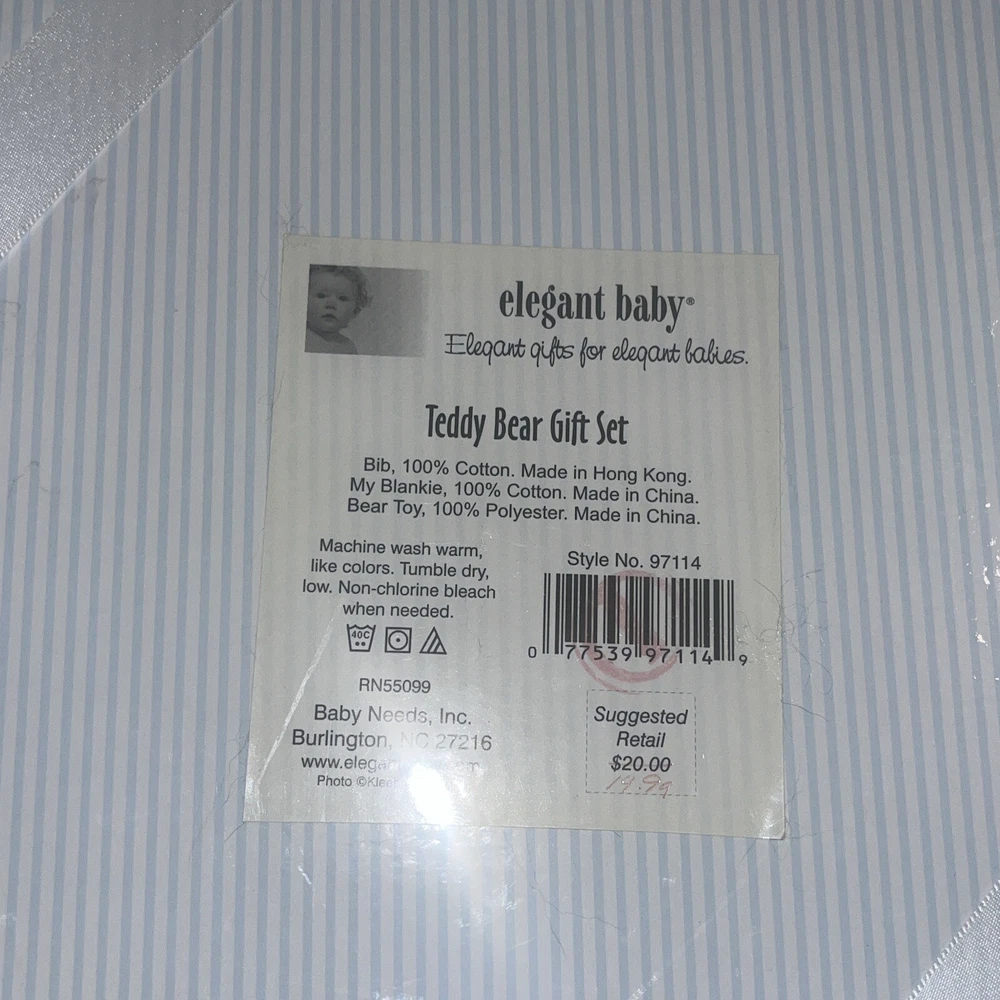 elegant baby®
Elegant gifts for elegant babies.
Teddy Bear Gift Set
Bib, 100% Cotton. Made in Hong Kong.
My Blankie, 100% Cotton. Made in China.
Bear Toy, 100% Polyester. Made in China.
Machine wash warm,
like colors. Tumble dry,
low. Non-chlorine bleach
when needed.
40C
RN55099
Baby Needs, Inc.
Burlington, NC 27216
Photo
Style No. 97114
0 77539 97114 9
Suggested
Retail
$20.00
14.99